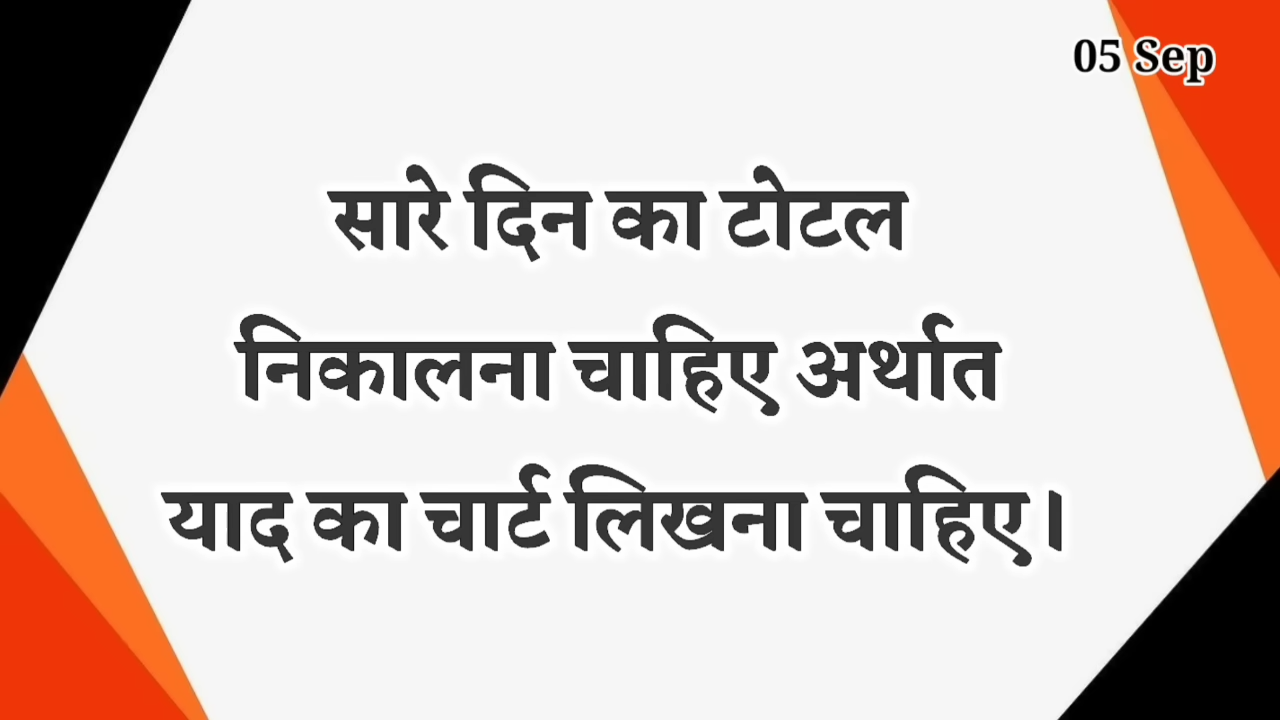 05 Sep
सारे दिन का टोटल
निकालना चाहिए अर्थात
याद का चार्ट लिखना चाहिए।